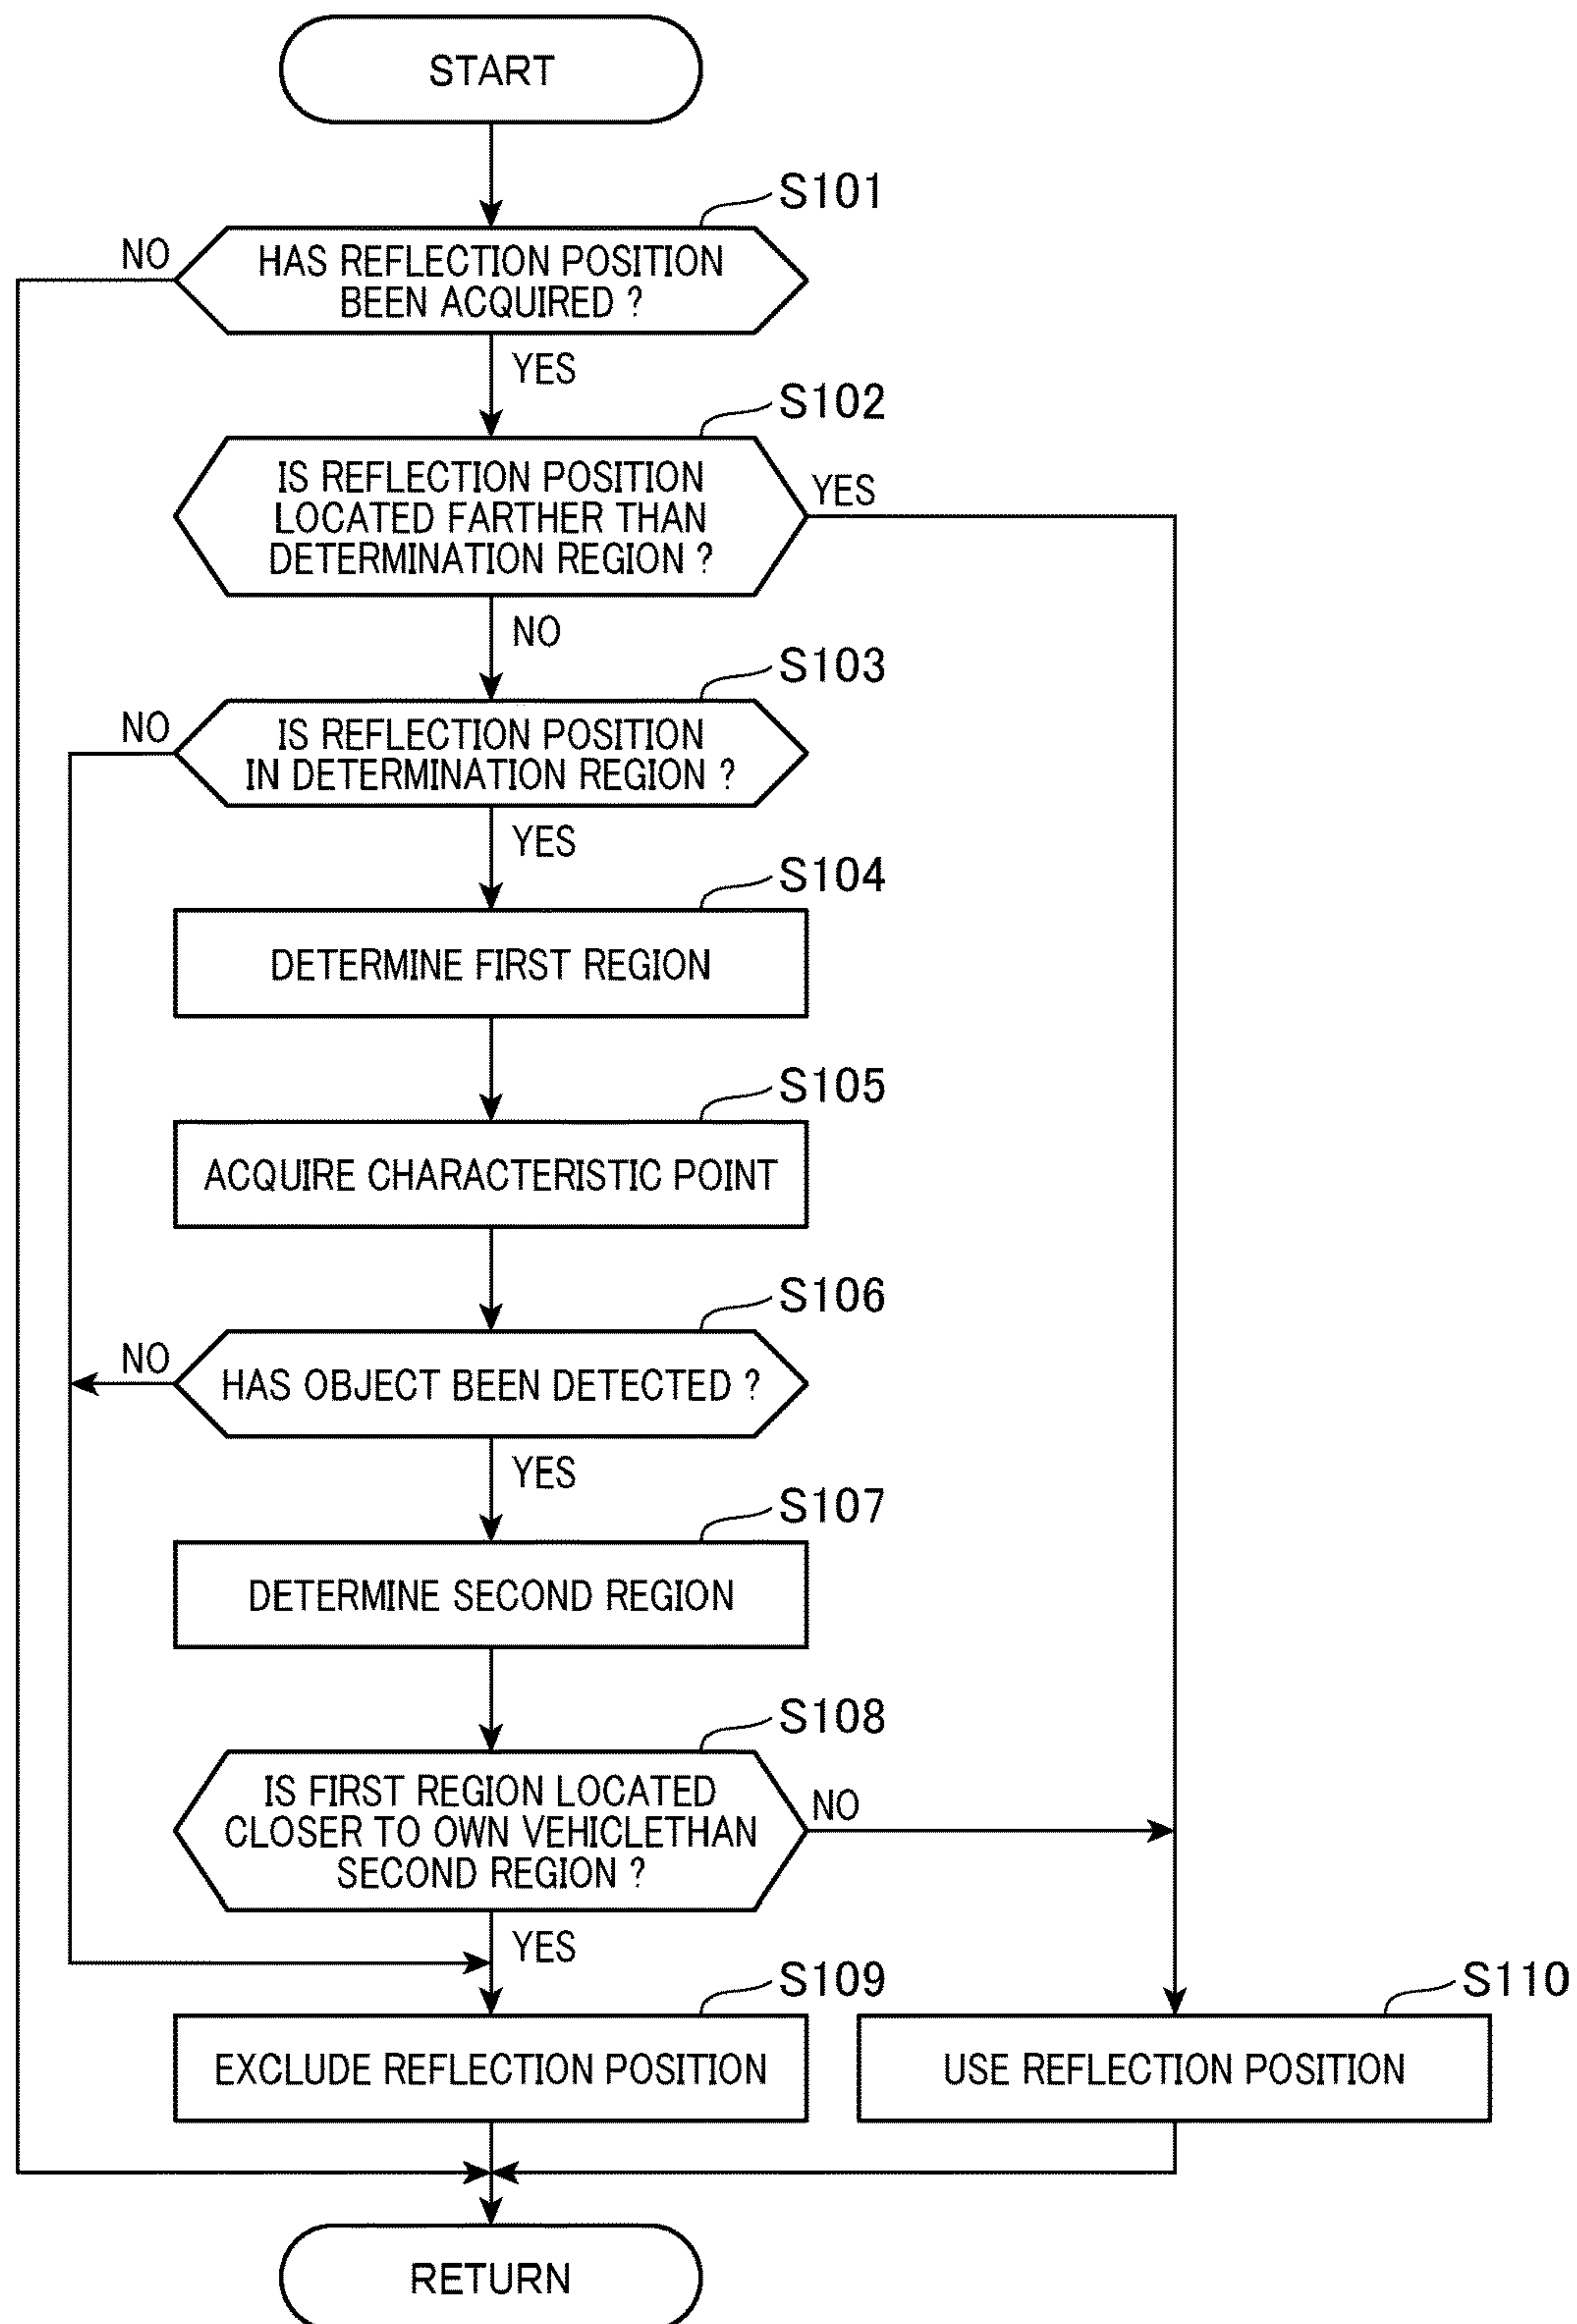 START
S101
NO
HAS REFLECTION POSITION
BEEN ACQUIRED ?
YES
S102
IS REFLECTION POSITION
LOCATED FARTHER THAN
DETERMINATION REGION ?
YES
NO
S103
NO
IS REFLECTION POSITION
IN DETERMINATION REGION ?
YES
S104
DETERMINE FIRST REGION
S105
ACQUIRE CHARACTERISTIC POINT
S106
NO
HAS OBJECT BEEN DETECTED ?
YES
S107
DETERMINE SECOND REGION
S108
IS FIRST REGION LOCATED
CLOSER TO OWN VEHICLETHAN
SECOND REGION ?
NO
YES
S109
EXCLUDE REFLECTION POSITION
S110
USE REFLECTION POSITION
RETURN